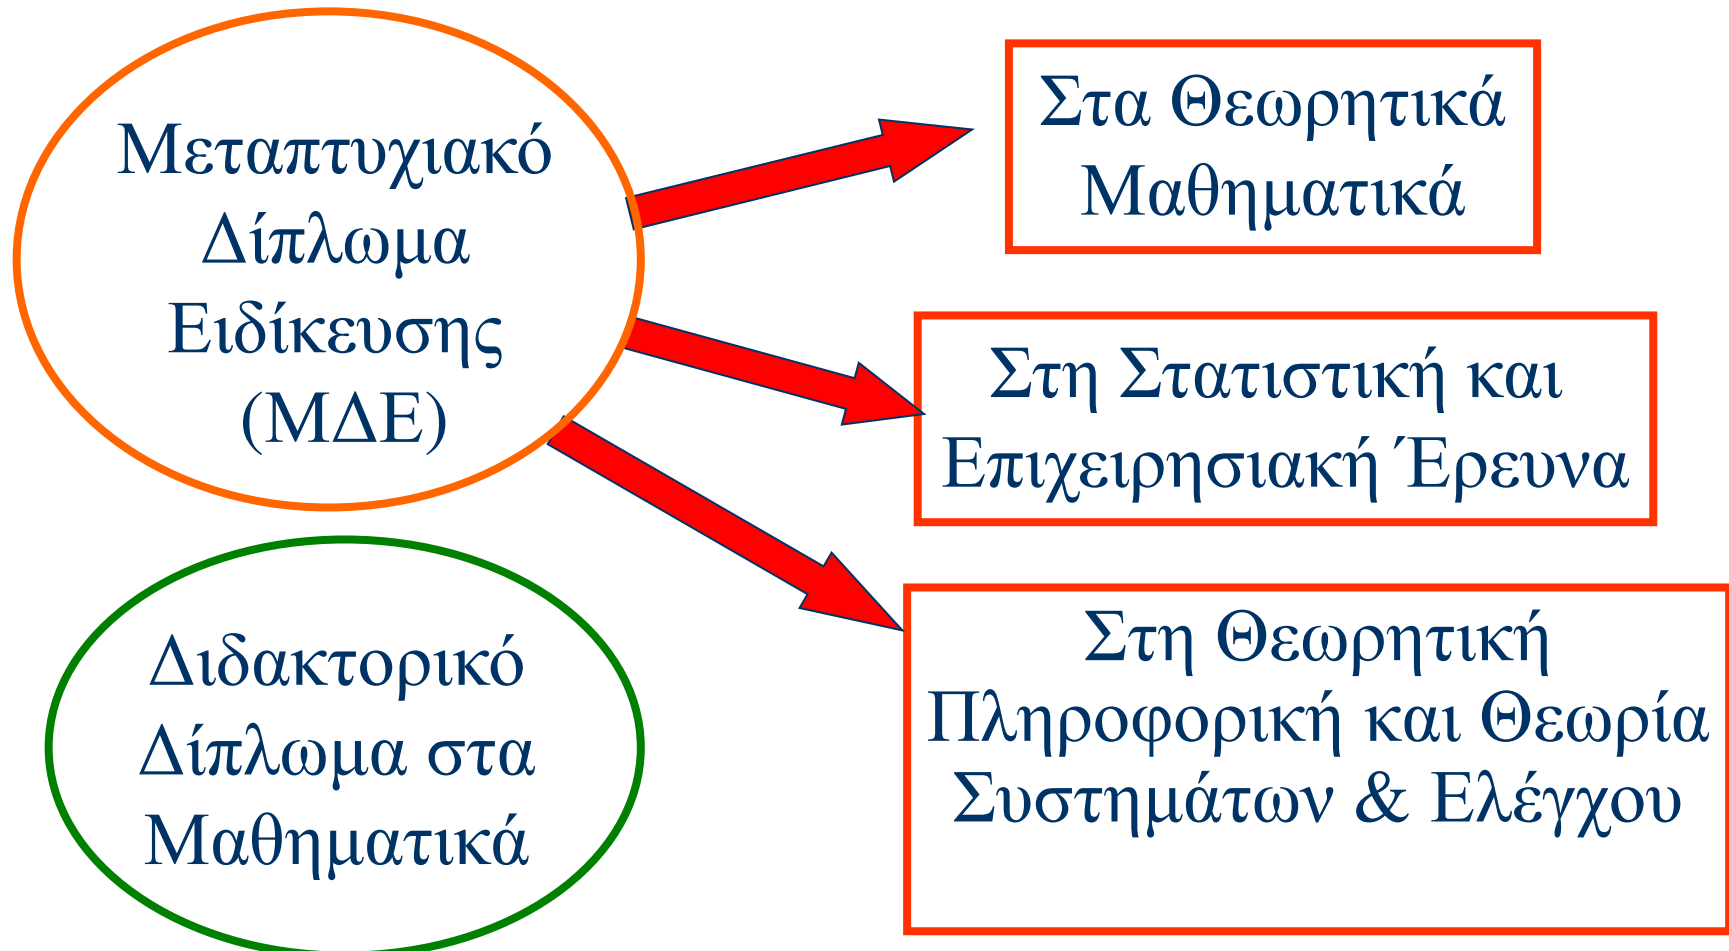 Μεταπτυχιακό
Δίπλωμα
Ειδίκευσης
(ΜΔΕ)
Διδακτορικό
Δίπλωμα στα
Μαθηματικά
Στα Θεωρητικά
Μαθηματικά
Στη Στατιστική και
Επιχειρησιακή Έρευνα
Στη Θεωρητική
Πληροφορική και Θεωρία
Συστημάτων & Ελέγχου